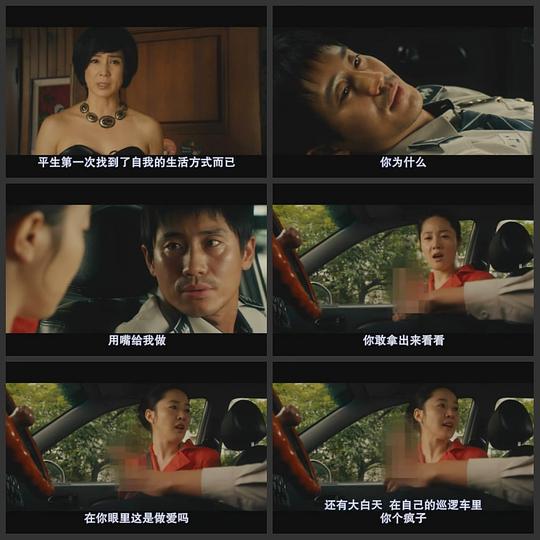 平生第一次找到了自我的生活方式而已
你为什么
用嘴给我做
你敢拿出来看看
在你眼里这是做爱吗
还有大白天 在自己的巡逻车里
你个疯子